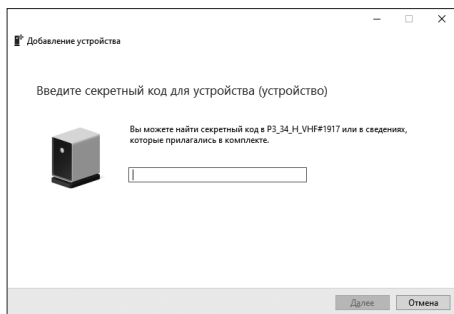 Добавление устройства
Введите секретный код для устройства (устройство)
Вы можете найти секретный код в P3_34_H_VHF#1917 или в сведениях,
которые прилагались в комплекте.
Далее
Отмена